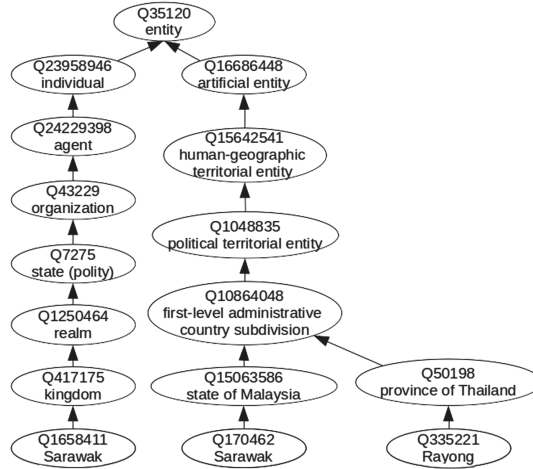 Q35120
entity
Q23958946
individual
Q16686448
artificial entity
Q24229398
agent
Q15642541
human-geographic
territorial entity
Q43229
organization
Q1048835
political territorial entity
Q7275
state (polity)
Q10864048
first-level administrative
country subdivision
Q1250464
realm
Q417175
kingdom
Q15063586
state of Malaysia
Q50198
province of Thailand
Q1658411
Sarawak
Q170462
Sarawak
Q335221
Rayong